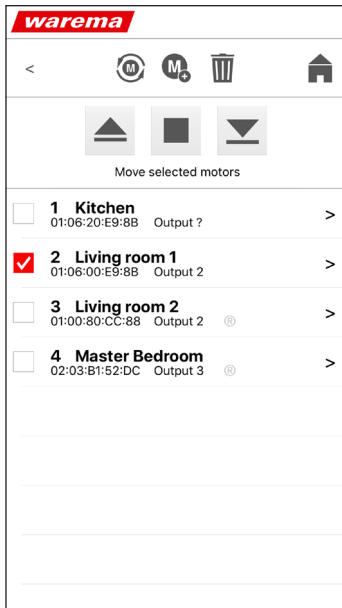 warema
<
M M+
Move selected motors
1 Kitchen >
01:06:20:E9:8B Output ?
2 Living room 1 >
01:06:00:E9:8B Output 2
3 Living room 2 >
01:00:80:CC:88 Output 2 ®
4 Master Bedroom >
02:03:B1:52:DC Output 3 ®